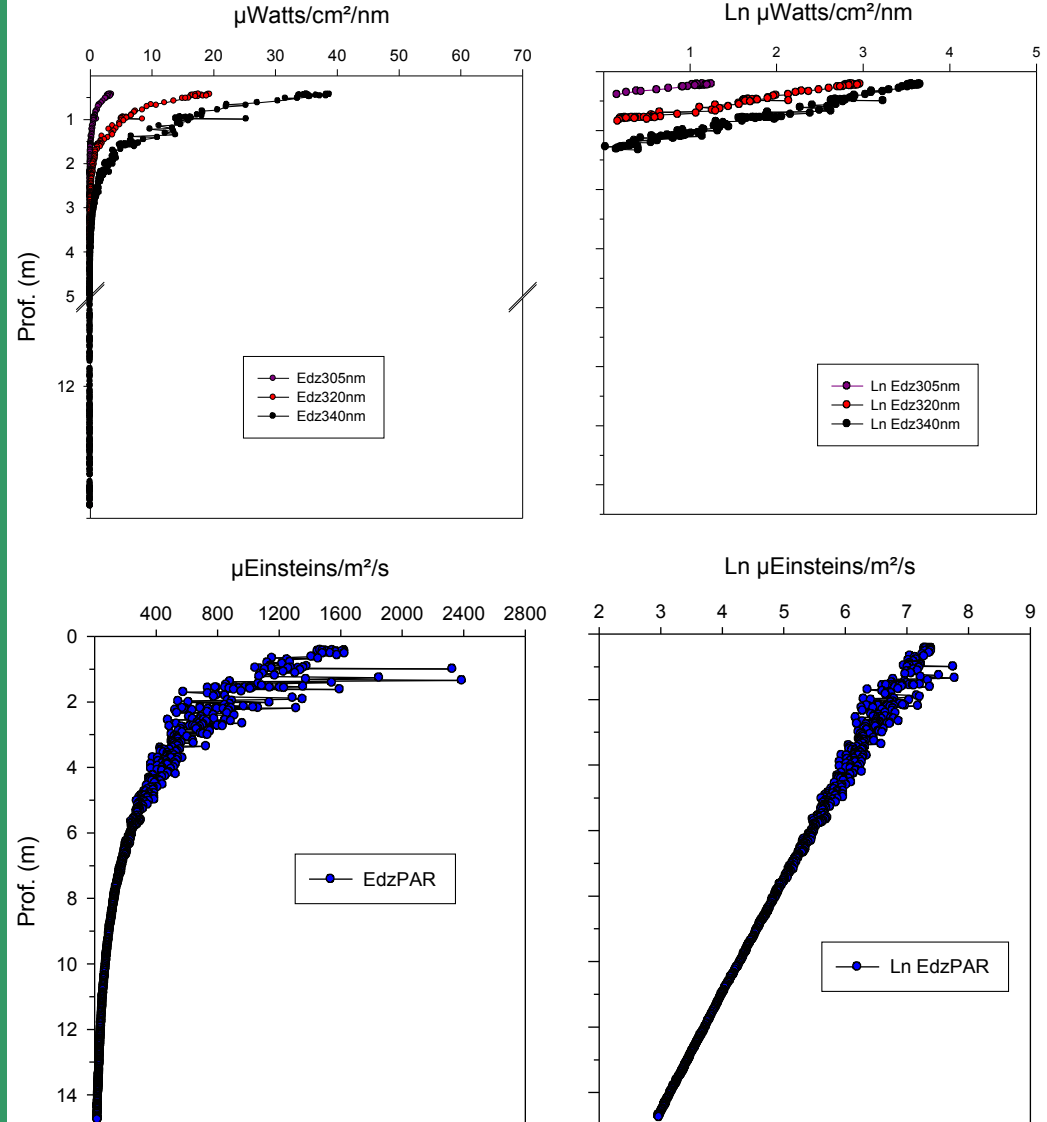 µWatts/cm²/nm
0 10 20 30 40 50 60 70
1
2
3
4
5
12
Prof. (m)
Edz305nm
Edz320nm
Edz340nm
Ln µWatts/cm²/nm
1 2 3 4 5
Ln Edz305nm
Ln Edz320nm
Ln Edz340nm
µEinsteins/m²/s
400 800 1200 1600 2000 2400 2800
0
2
4
6
8
10
12
14
Prof. (m)
EdzPAR
Ln µEinsteins/m²/s
2 3 4 5 6 7 8 9
Ln EdzPAR